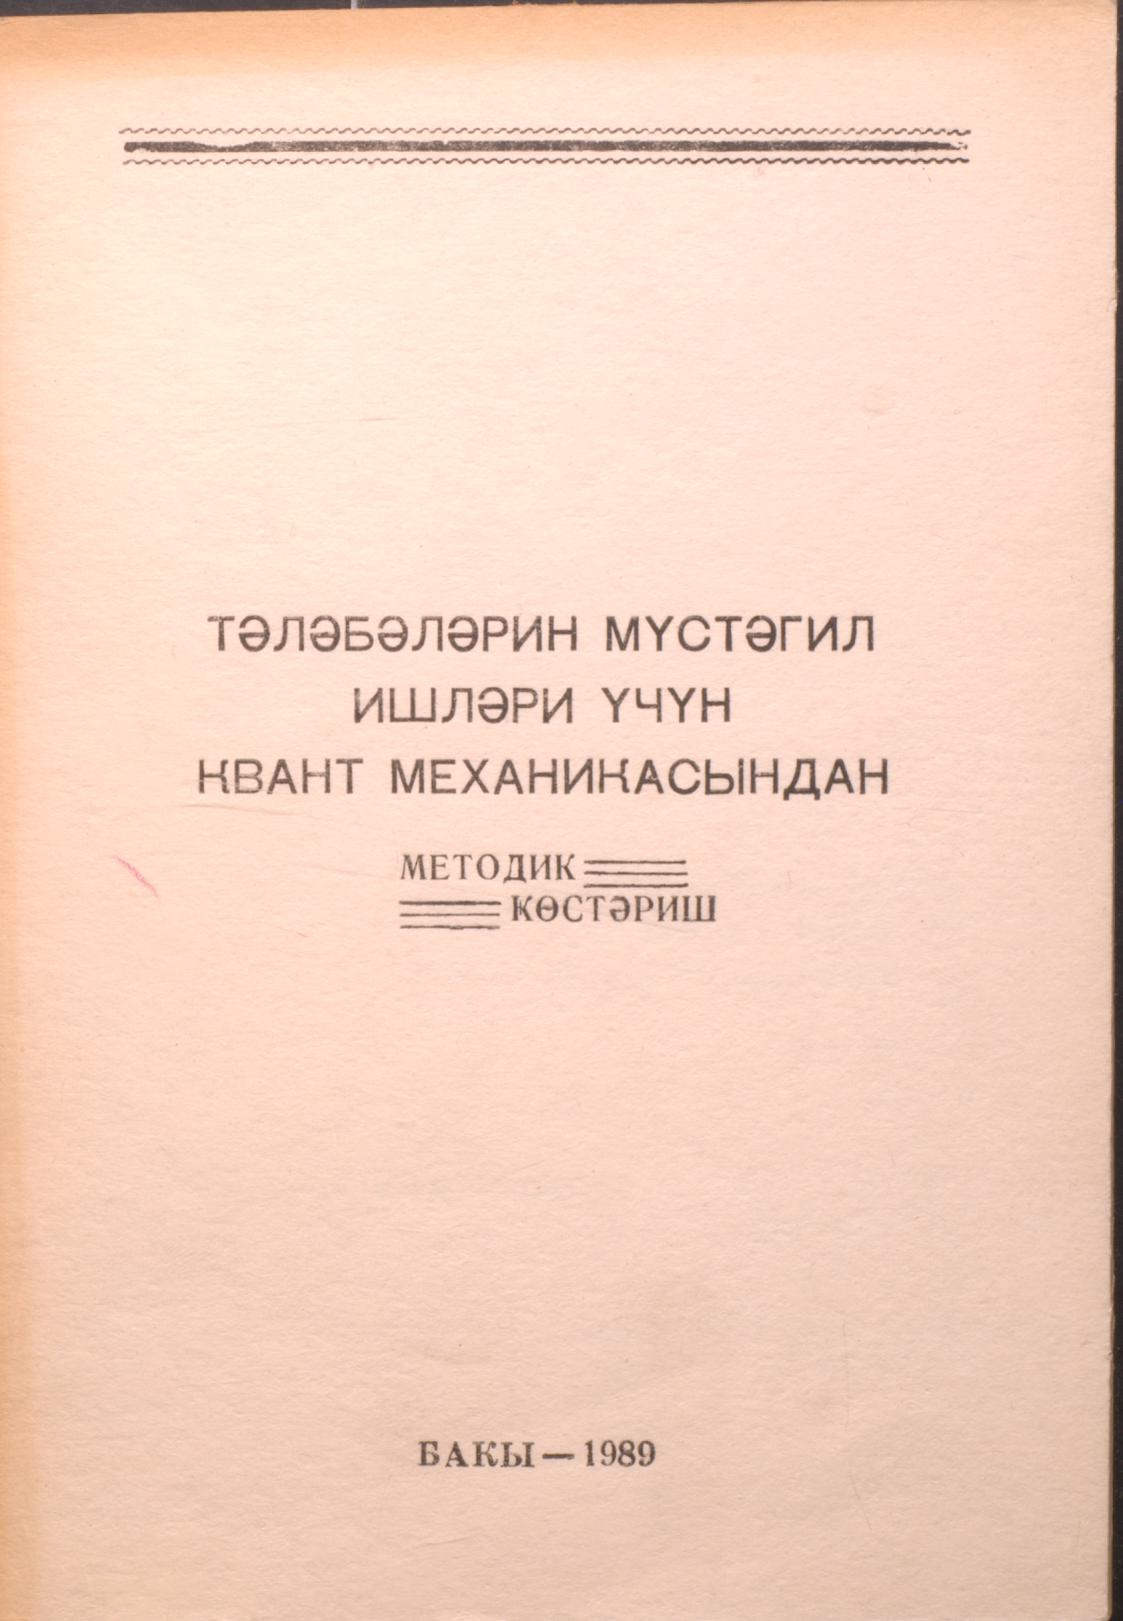 ТӘЛӘБӘЛӘРИН МҮСТӘГИЛ
ИШЛӘРИ ҮЧҮН
КВАНТ МЕХАНИКАСЫНДАН
МЕТОДИК
КӨСТӘРИШ
БАКЫ — 1989